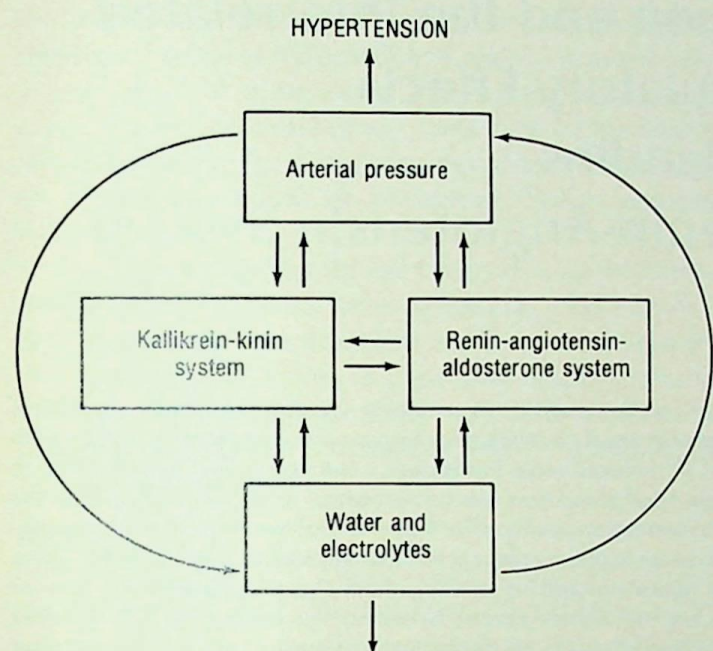 HYPERTENSION
Arterial pressure
Kallikrein-kinin
system
Renin-angiotensin-
aldosterone system
Water and
electrolytes